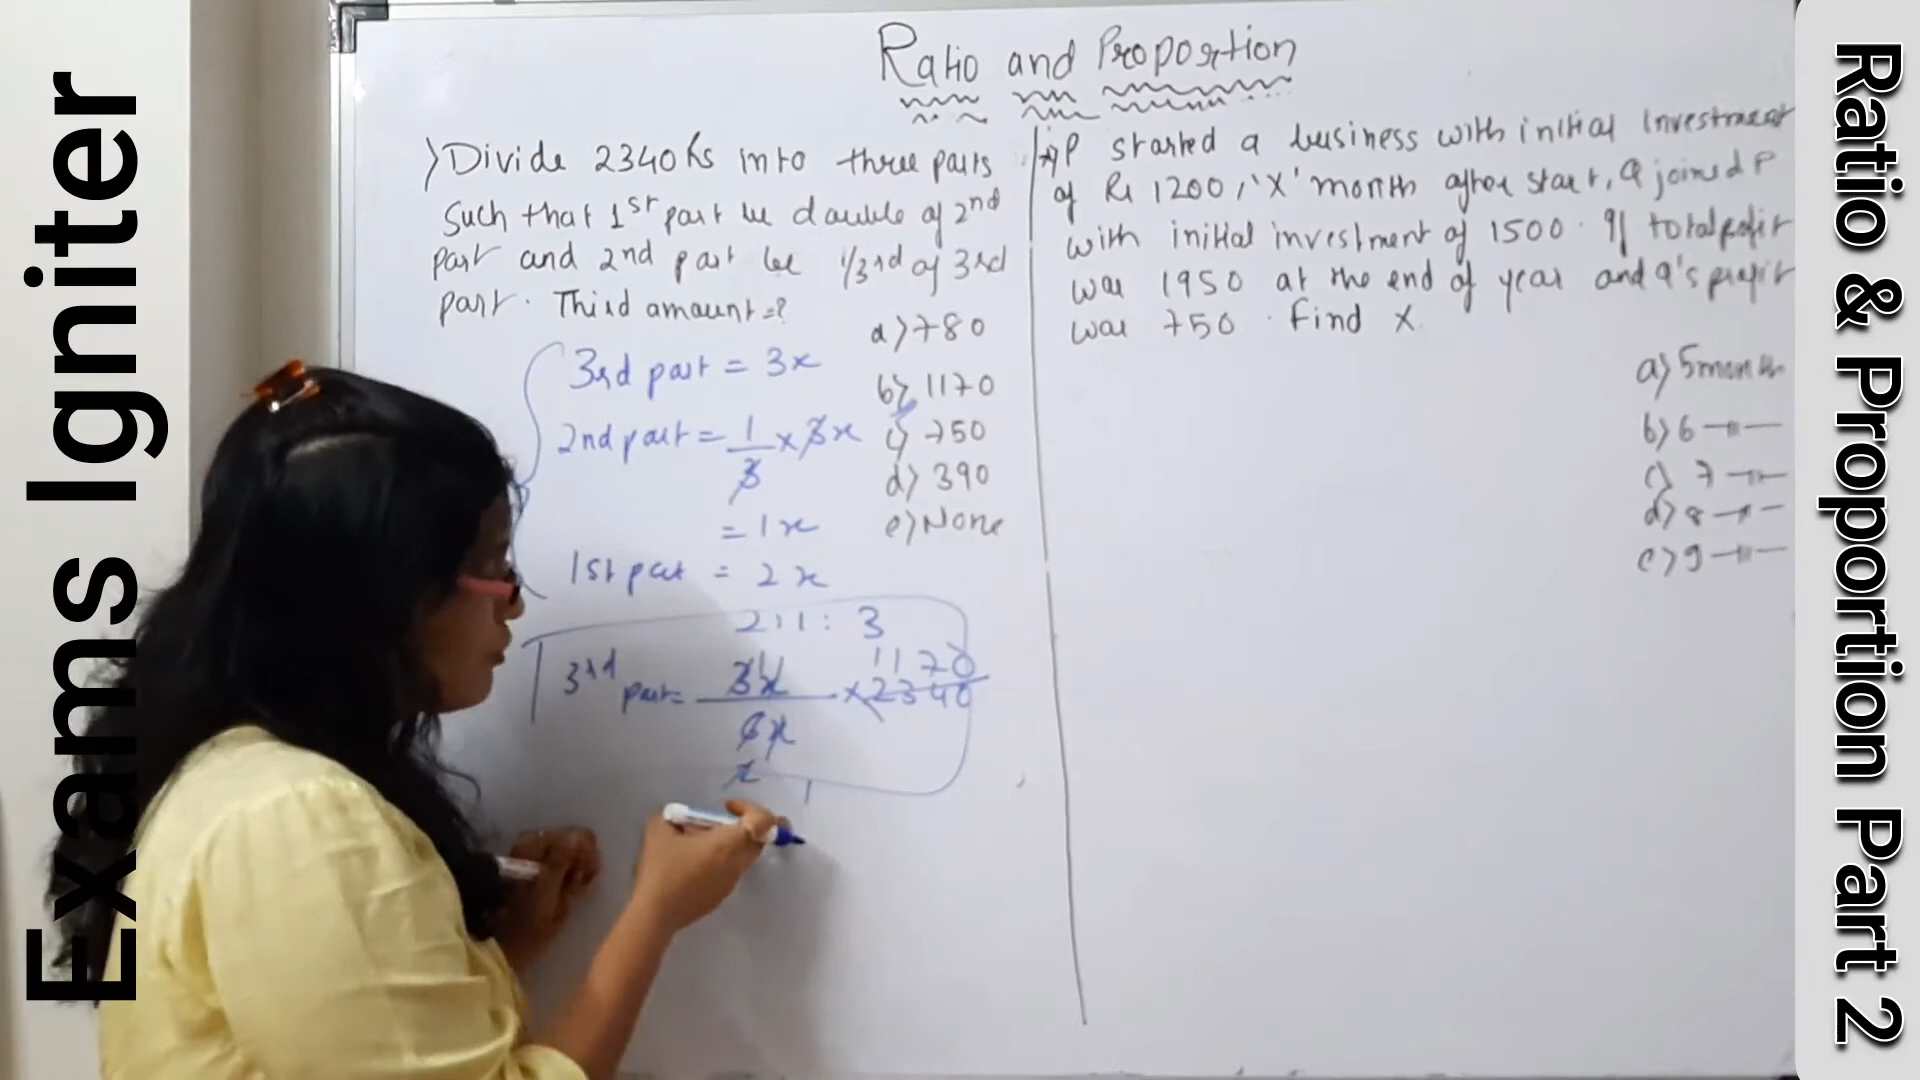 Exams Igniter
Ratio and Proportion
Divide 2340 Rs into three parts
Such that 1st part be double of 2nd
part and 2nd part be 1/3rd of 3rd
part. Third amount = ?
a) 780
b) 1170
c) 750
d) 390
e) None
3rd part = 3x
2nd part = 1/3 × 3x
= 1x
1st part = 2x
2:1:3
1170
3rd part = 3x/6x × 2340
2
1
P started a business with initial investment
of Rs 1200, 'X' month after start, Q joined P
with initial investment of 1500. If total profit
was 1950 at the end of year and Q's profit
was 750. Find X.
a) 5 month
b) 6 —"—
c) 7 —"—
d) 8 —"—
e) 9 —"—
Ratio & Proportion Part 2